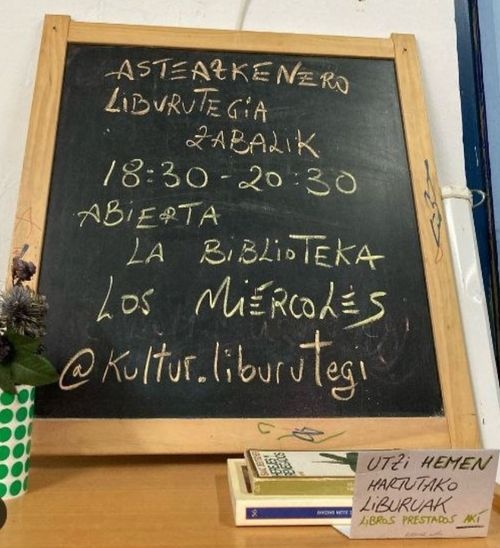 ASTEAZKENERO
LIBURUTEGIA
ZABALIK
18:30 - 20:30
ABIERTA
LA BIBLIOTEKA
LOS MIÉRCOLES
@kultur.liburutegi
UTZI HEMEN
HARTUTAKO
LIBURUAK
LIBROS PRESTADOS AKÍ